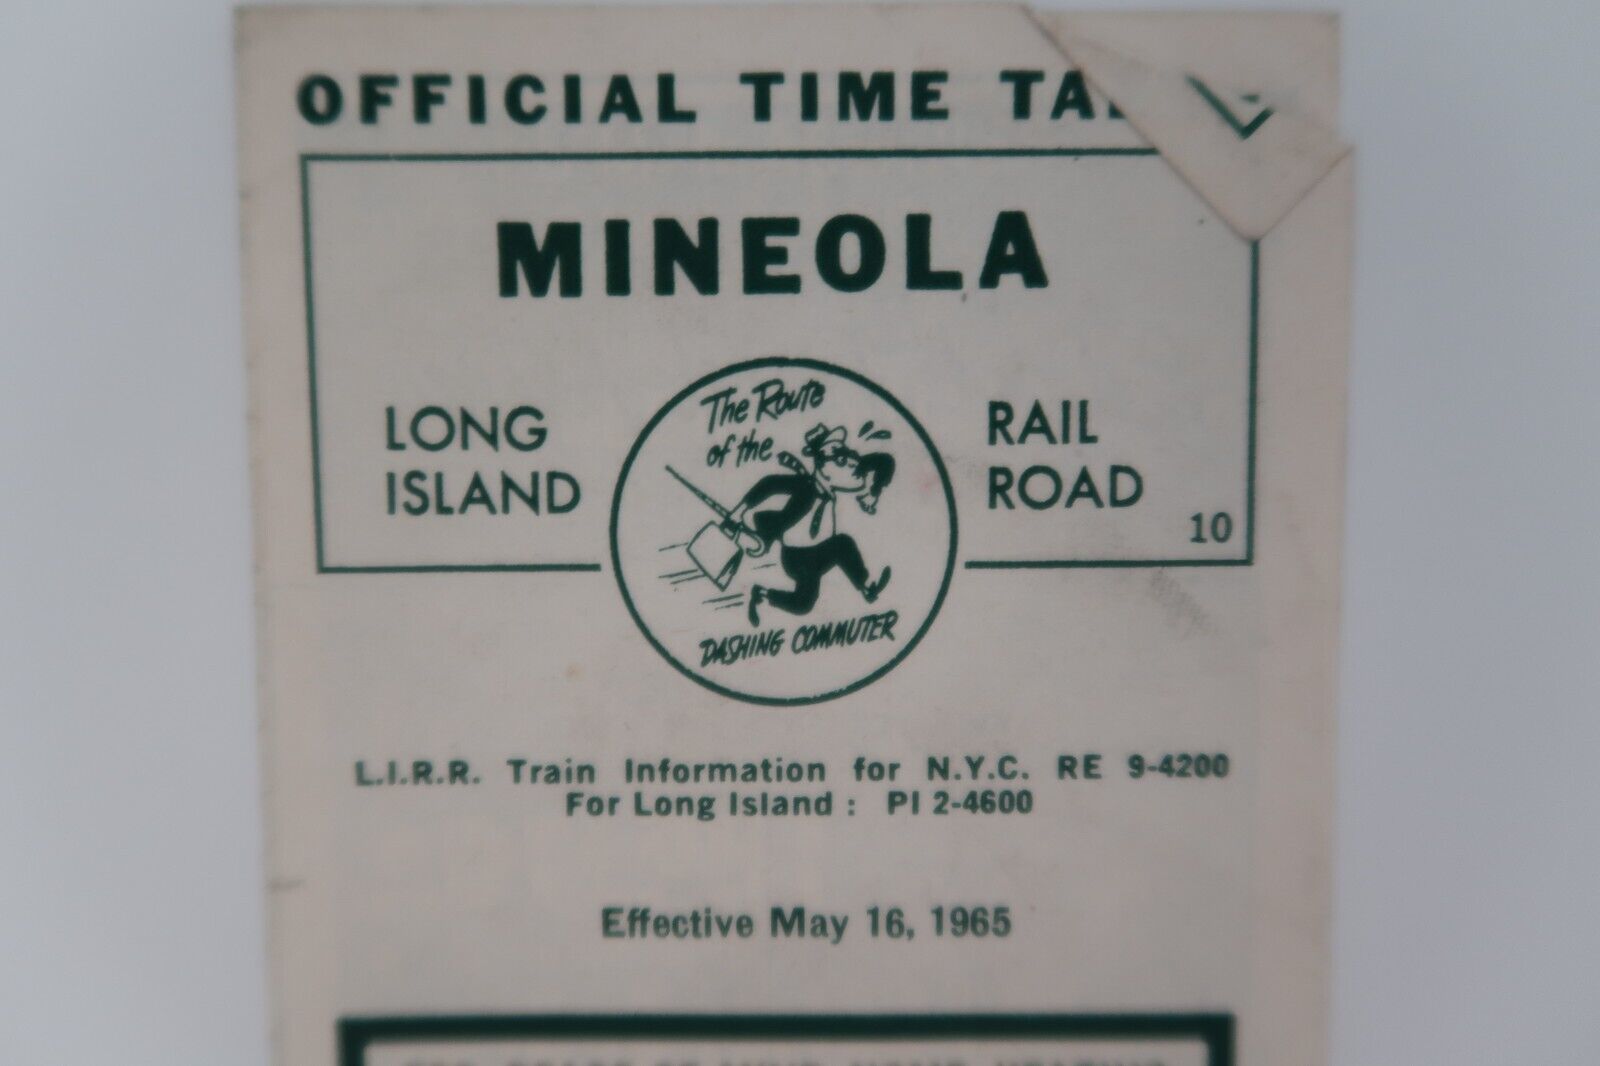 OFFICIAL TIME
MINEOLA
LONG
ISLAND
The Route
of the
DASHING COMMUTER
RAIL
ROAD
10
L.I.R.R. Train Information for N.Y.C. RE 9-4200
For Long Island : PI 2-4600
Effective May 16, 1965